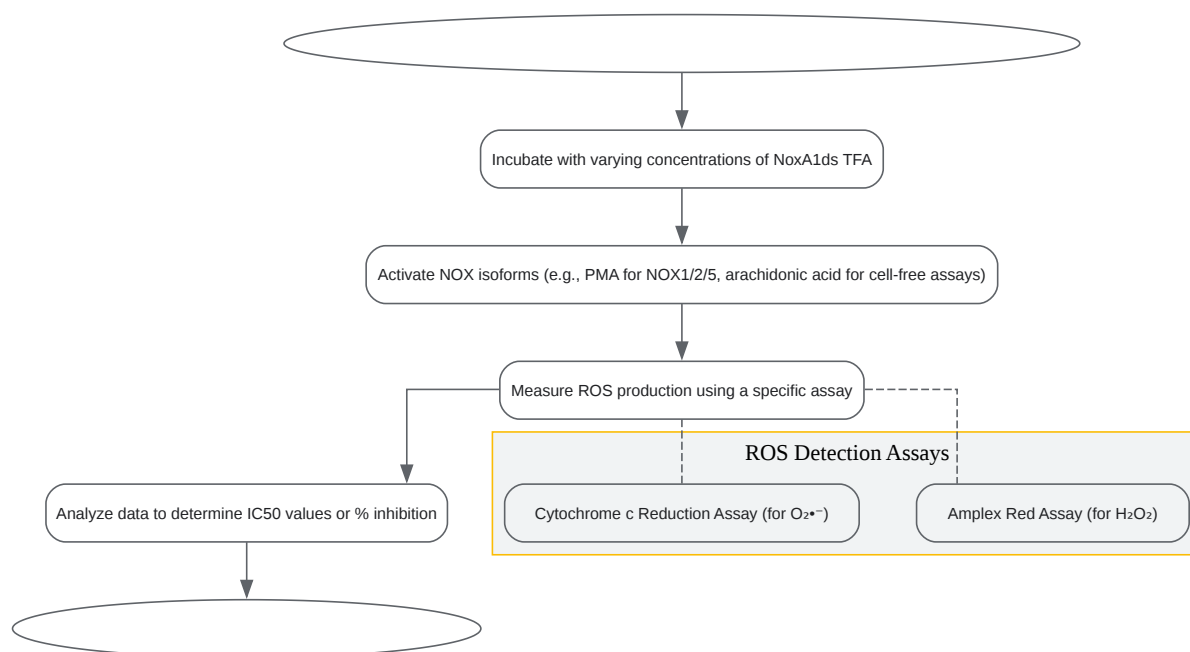 Incubate with varying concentrations of NoxA1ds TFA
Activate NOX isoforms (e.g., PMA for NOX1/2/5, arachidonic acid for cell-free assays)
Measure ROS production using a specific assay
ROS Detection Assays
Analyze data to determine IC50 values or % inhibition
Cytochrome c Reduction Assay (for O₂•⁻)
Amplex Red Assay (for H₂O₂)